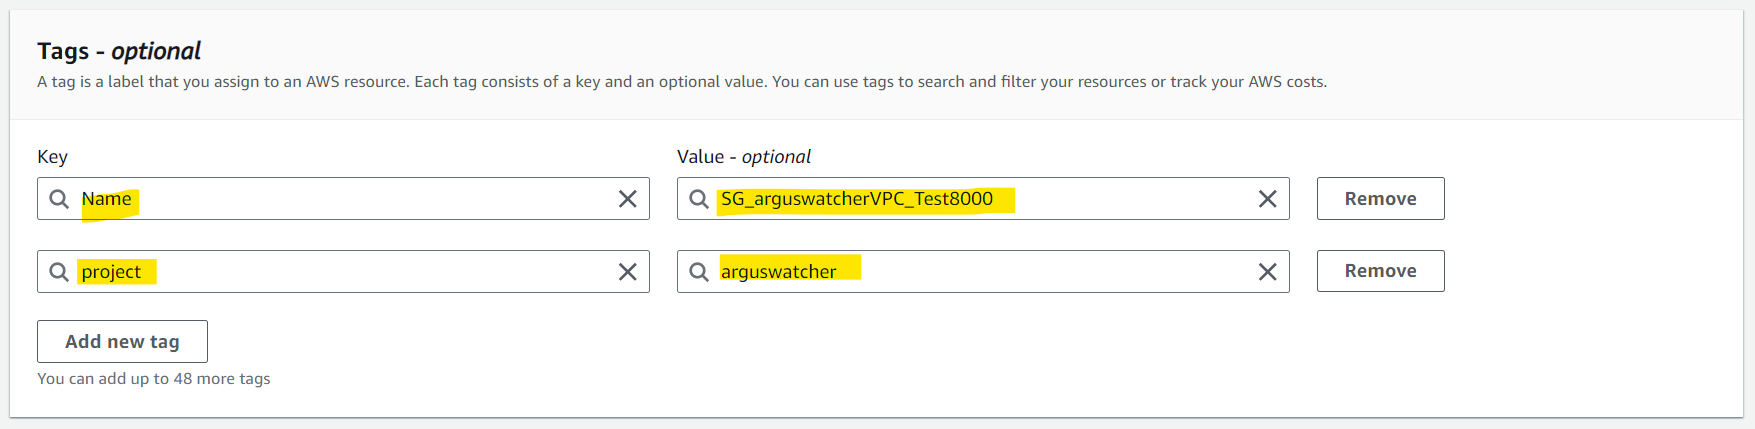 Tags - optional
A tag is a label that you assign to an AWS resource. Each tag consists of a key and an optional value. You can use tags to search and filter your resources or track your AWS costs.
Key
Value - optional
Name
SG_arguswatcherVPC_Test8000
Remove
project
arguswatcher
Remove
Add new tag
You can add up to 48 more tags